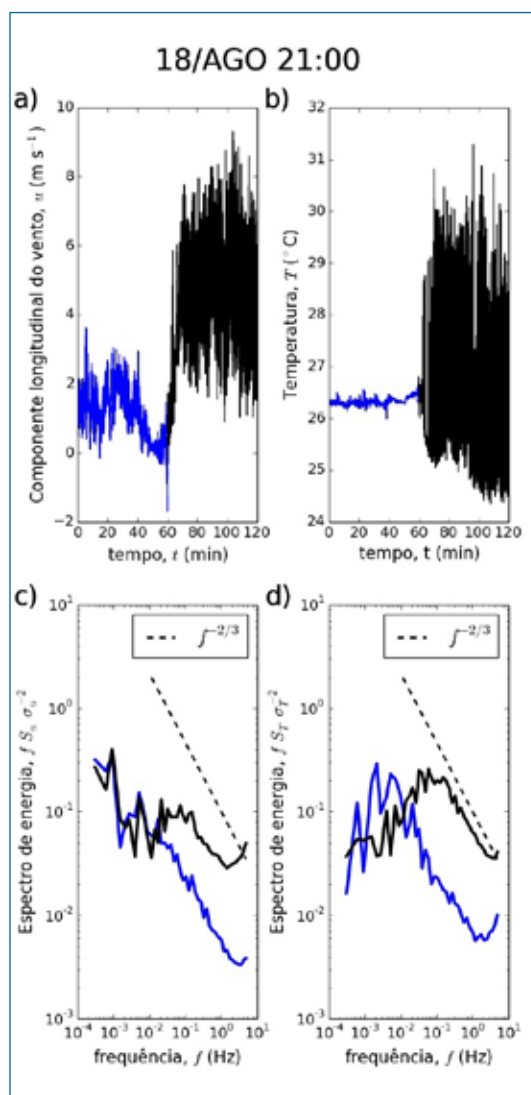 18/AGO 21:00
a)
Componente longitudinal do vento, u (m s⁻¹)
10
8
6
4
2
0
−2
0 20 40 60 80 100 120
tempo, t (min)
b)
Temperatura, T (°C)
32
31
30
29
28
27
26
25
24
0 20 40 60 80 100 120
tempo, t (min)
c)
Espectro de energia, f Sᵤ σᵤ⁻²
10¹
10⁰
10⁻¹
10⁻²
10⁻³
f⁻²/³
10⁻⁴ 10⁻³ 10⁻² 10⁻¹ 10⁰ 10¹
frequência, f (Hz)
d)
Espectro de energia, f S_T σ_T⁻²
10¹
10⁰
10⁻¹
10⁻²
10⁻³
f⁻²/³
10⁻⁴ 10⁻³ 10⁻² 10⁻¹ 10⁰ 10¹
frequência, f (Hz)